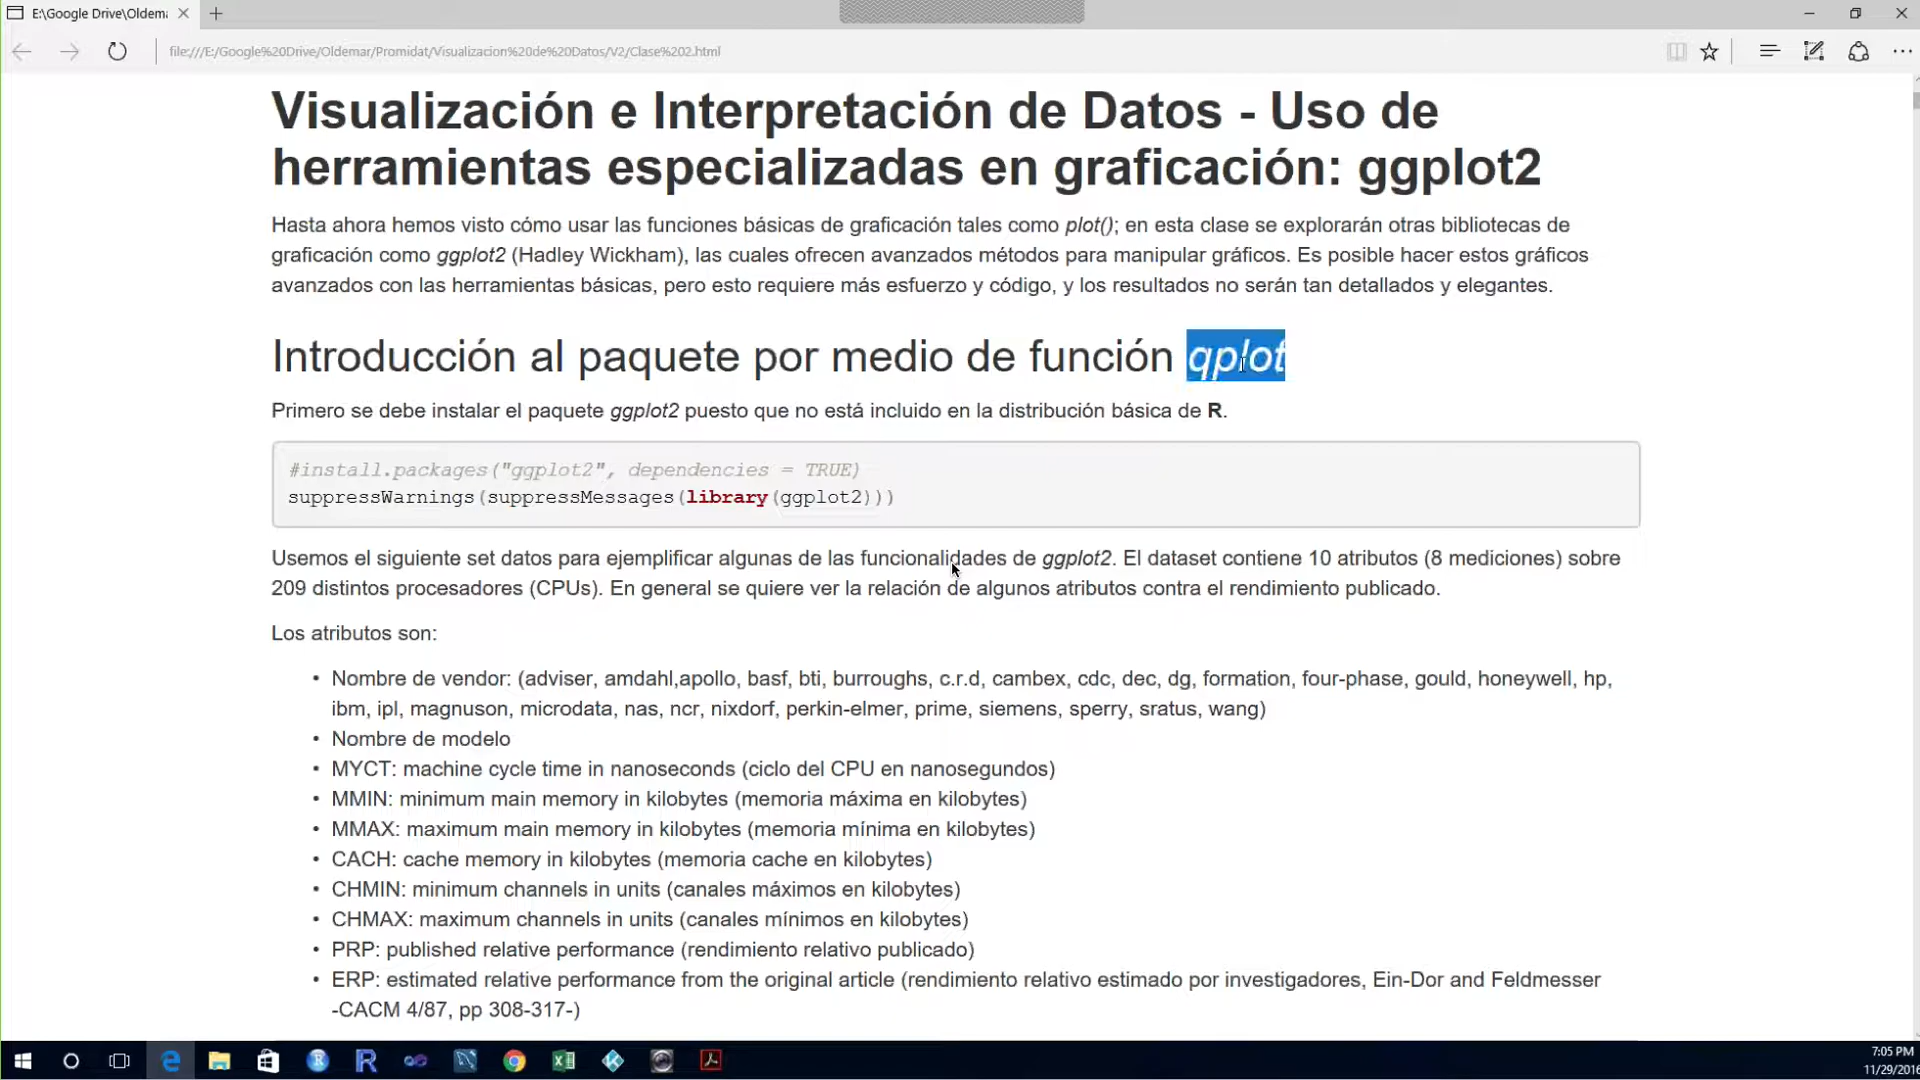 E:\Google Drive\Oldema
file:///E:/Google%20Drive/Oldemar/Promidat/Visualizacion%20de%20Datos/V2/Clase%202.html
Visualización e Interpretación de Datos - Uso de
herramientas especializadas en graficación: ggplot2
Hasta ahora hemos visto cómo usar las funciones básicas de graficación tales como plot(); en esta clase se explorarán otras bibliotecas de
graficación como ggplot2 (Hadley Wickham), las cuales ofrecen avanzados métodos para manipular gráficos. Es posible hacer estos gráficos
avanzados con las herramientas básicas, pero esto requiere más esfuerzo y código, y los resultados no serán tan detallados y elegantes.
Introducción al paquete por medio de función qplot
Primero se debe instalar el paquete ggplot2 puesto que no está incluido en la distribución básica de R.
#install.packages("ggplot2", dependencies = TRUE)
suppressWarnings(suppressMessages(library(ggplot2)))
Usemos el siguiente set datos para ejemplificar algunas de las funcionalidades de ggplot2. El dataset contiene 10 atributos (8 mediciones) sobre
209 distintos procesadores (CPUs). En general se quiere ver la relación de algunos atributos contra el rendimiento publicado.
Los atributos son:
• Nombre de vendor: (adviser, amdahl,apollo, basf, bti, burroughs, c.r.d, cambex, cdc, dec, dg, formation, four-phase, gould, honeywell, hp,
ibm, ipl, magnuson, microdata, nas, ncr, nixdorf, perkin-elmer, prime, siemens, sperry, sratus, wang)
• Nombre de modelo
• MYCT: machine cycle time in nanoseconds (ciclo del CPU en nanosegundos)
• MMIN: minimum main memory in kilobytes (memoria máxima en kilobytes)
• MMAX: maximum main memory in kilobytes (memoria mínima en kilobytes)
• CACH: cache memory in kilobytes (memoria cache en kilobytes)
• CHMIN: minimum channels in units (canales máximos en kilobytes)
• CHMAX: maximum channels in units (canales mínimos en kilobytes)
• PRP: published relative performance (rendimiento relativo publicado)
• ERP: estimated relative performance from the original article (rendimiento relativo estimado por investigadores, Ein-Dor and Feldmesser
-CACM 4/87, pp 308-317-)
7:05 PM
11/29/2016